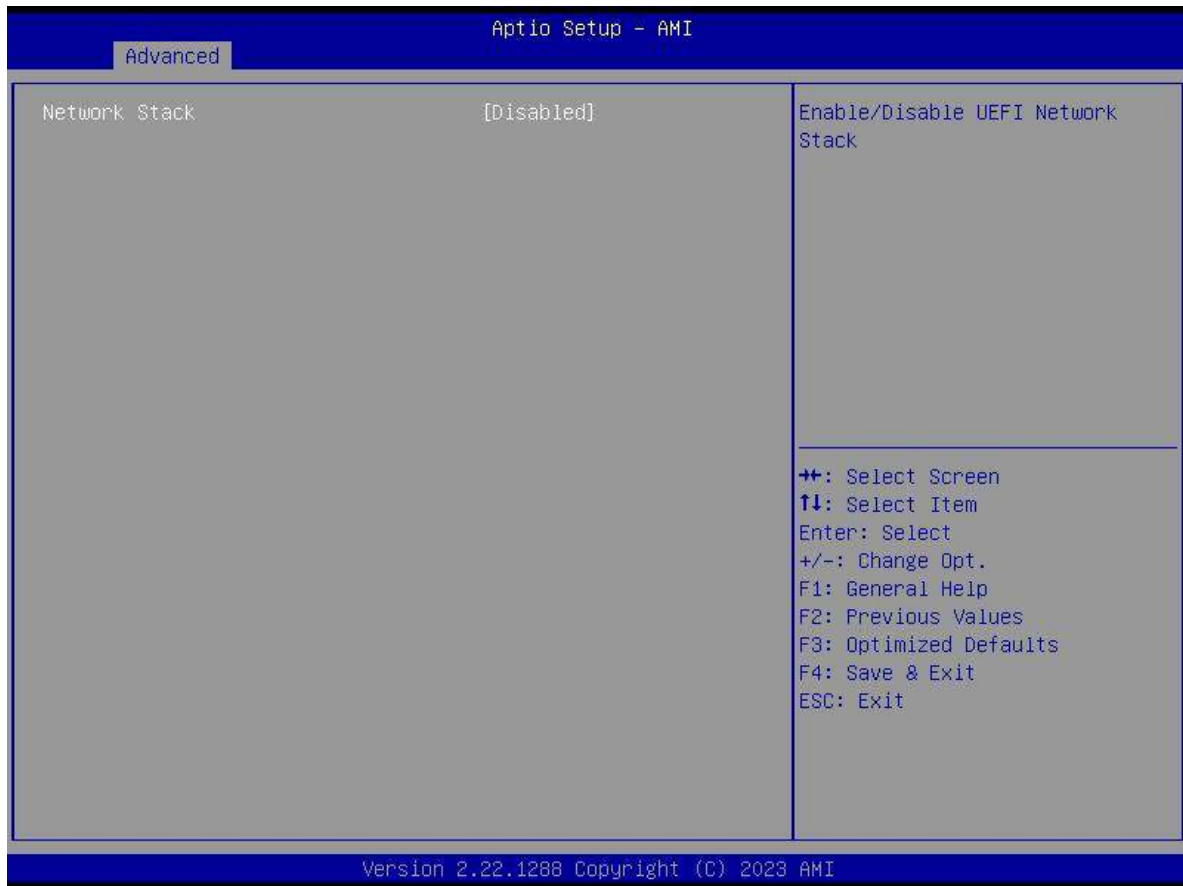 Aptio Setup - AMI
Advanced
Network Stack [Disabled]
Enable/Disable UEFI Network
Stack
→←: Select Screen
↑↓: Select Item
Enter: Select
+/-: Change Opt.
F1: General Help
F2: Previous Values
F3: Optimized Defaults
F4: Save & Exit
ESC: Exit
Version 2.22.1288 Copyright (C) 2023 AMI